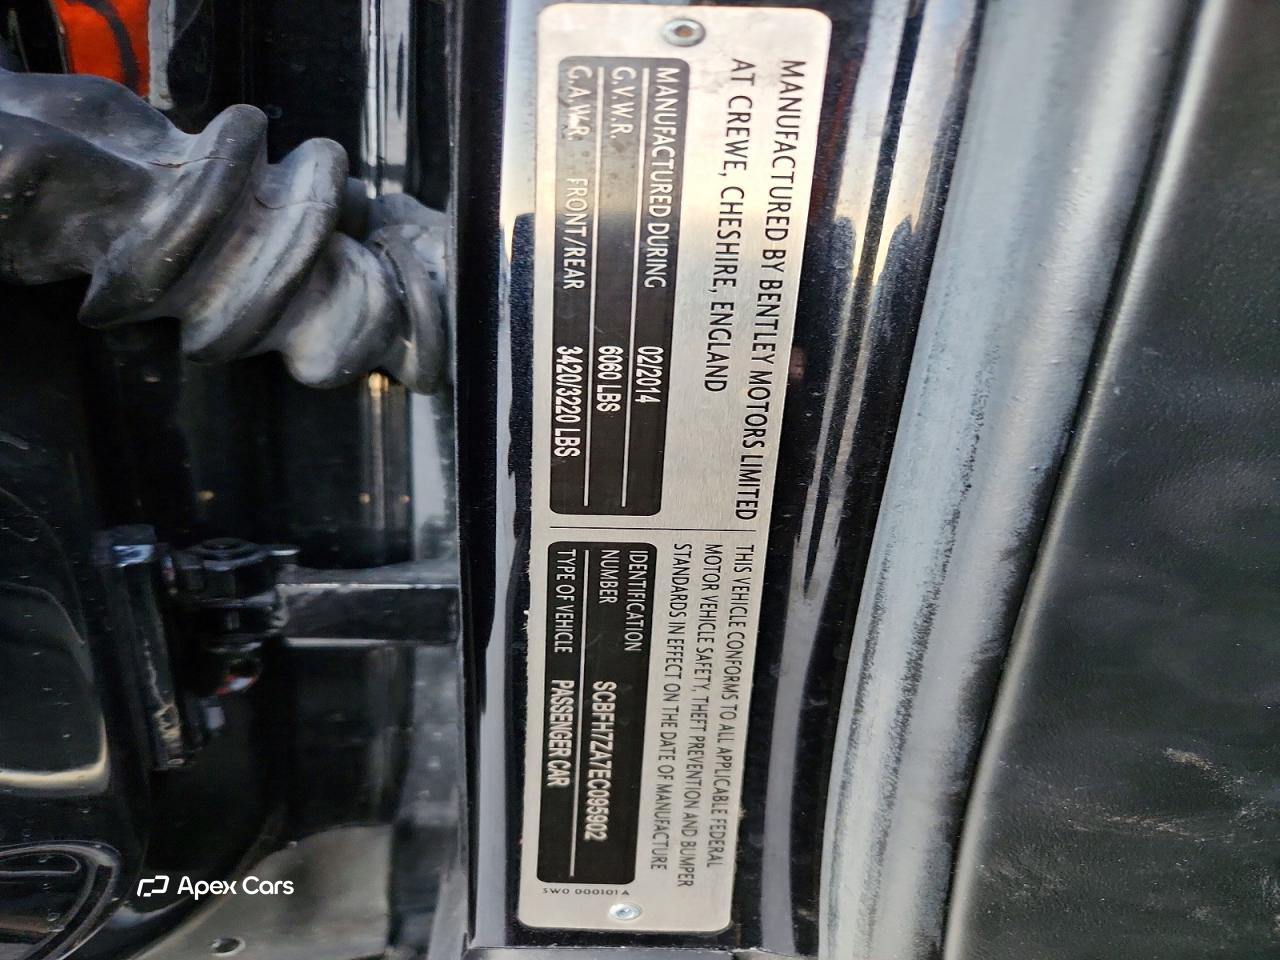 MANUFACTURED BY BENTLEY MOTORS LIMITED
AT CREWE, CHESHIRE, ENGLAND
MANUFACTURED DURING 02/2014
G.V.W.R. 6060 LBS
G.A.W.R. FRONT/REAR 3420/3220 LBS
THIS VEHICLE CONFORMS TO ALL APPLICABLE FEDERAL
MOTOR VEHICLE SAFETY, THEFT PREVENTION AND BUMPER
STANDARDS IN EFFECT ON THE DATE OF MANUFACTURE
IDENTIFICATION
NUMBER SCBFH7ZA7EC095902
TYPE OF VEHICLE PASSENGER CAR
3W0 000101 A
Apex Cars